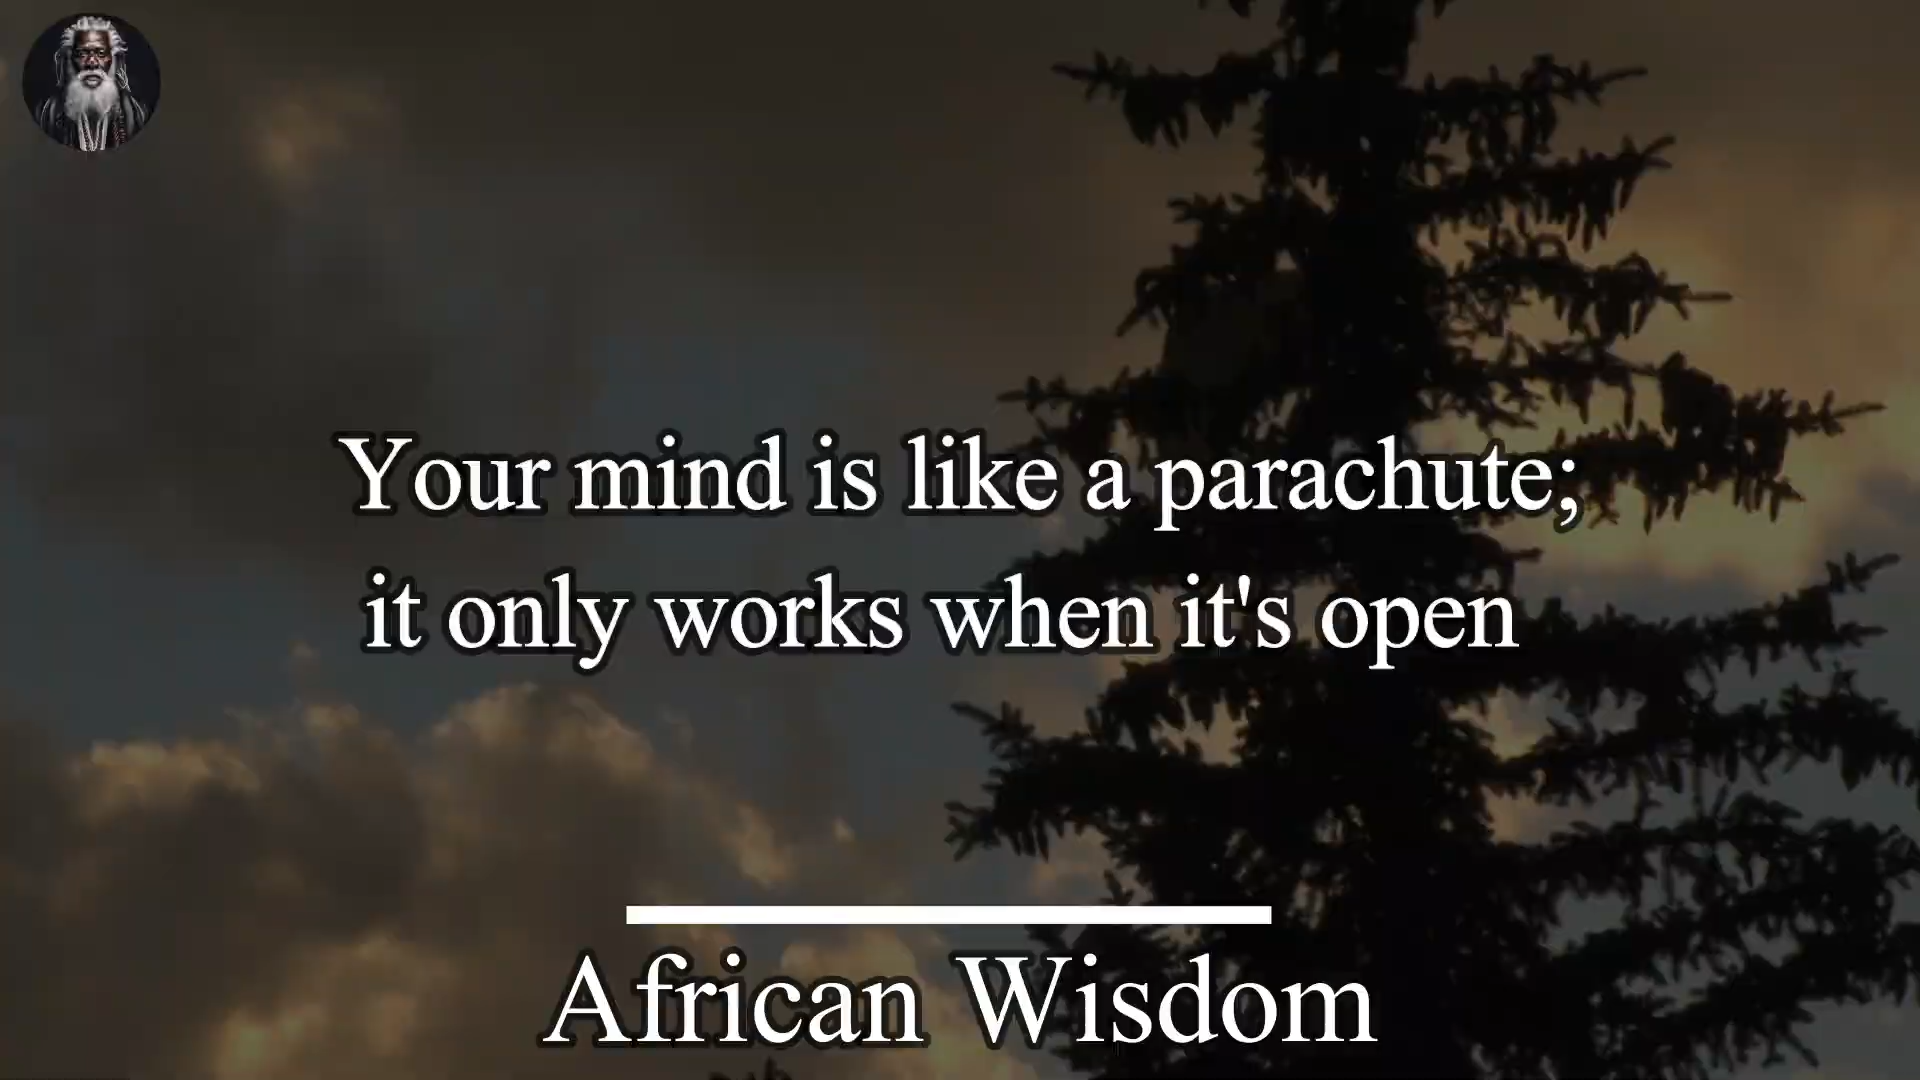 Your mind is like a parachute;
it only works when it's open
African Wisdom